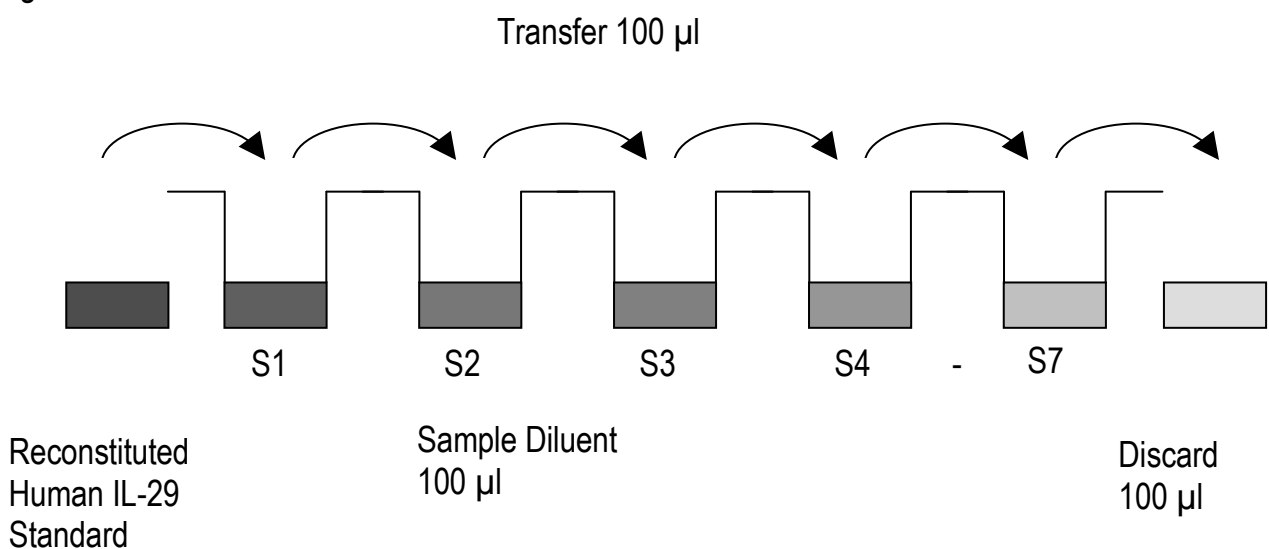 Transfer 100 µl
S1 S2 S3 S4 - S7
Reconstituted
Human IL-29
Standard
Sample Diluent
100 µl
Discard
100 µl